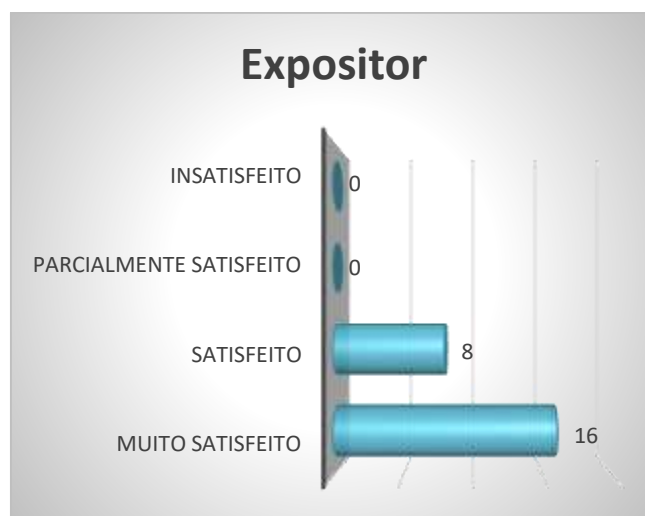 Expositor
INSATISFEITO 0
PARCIALMENTE SATISFEITO 0
SATISFEITO 8
MUITO SATISFEITO 16